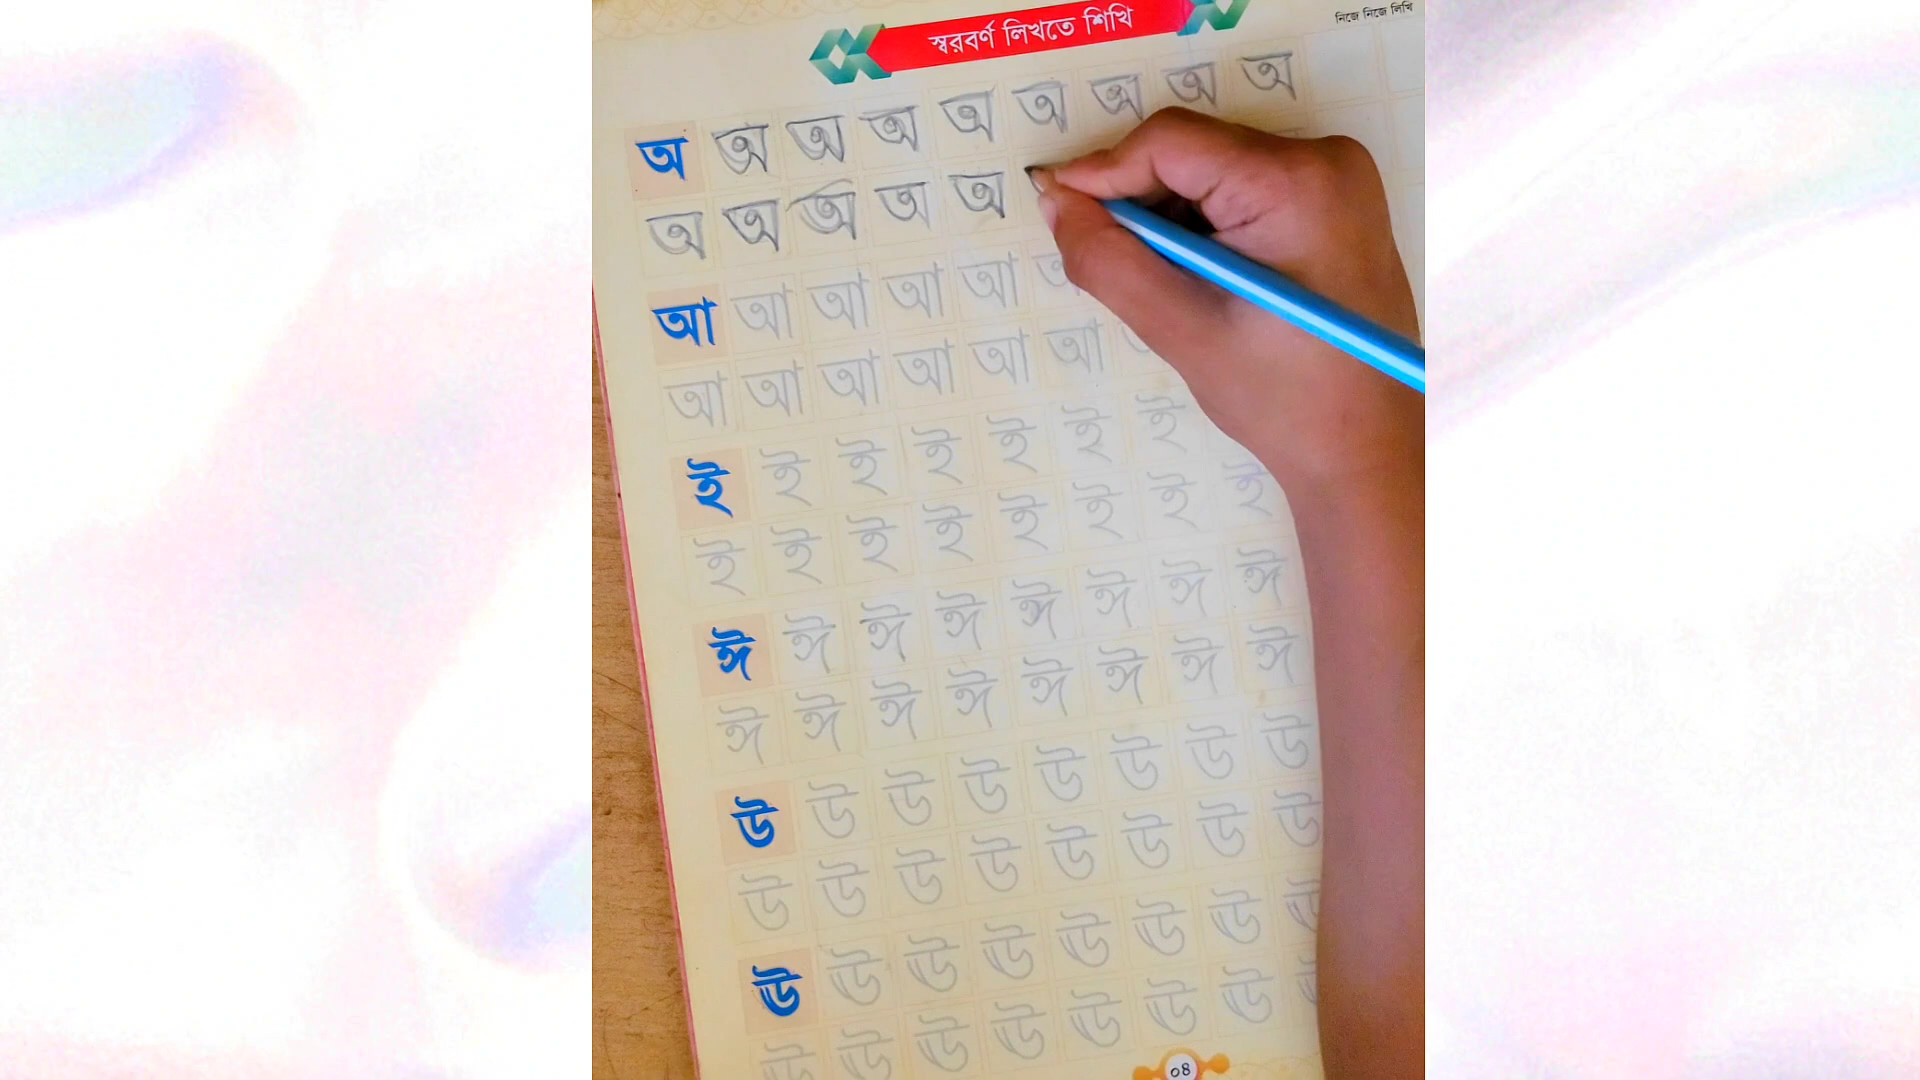 স্বরবর্ণ লিখতে শিখি
নিজে নিজে লিখি
অ অ অ অ অ অ অ অ অ
অ অ অ অ অ
আ আ আ আ আ
আ আ আ আ আ আ
ই ই ই ই ই ই ই
ই ই ই ই ই ই ই ই
ঈ ঈ ঈ ঈ ঈ ঈ ঈ ঈ
ঈ ঈ ঈ ঈ ঈ ঈ ঈ ঈ
উ উ উ উ উ উ উ উ
উ উ উ উ উ উ উ উ
ঊ ঊ ঊ ঊ ঊ ঊ ঊ
ঊ ঊ ঊ ঊ ঊ ঊ ঊ
০৪